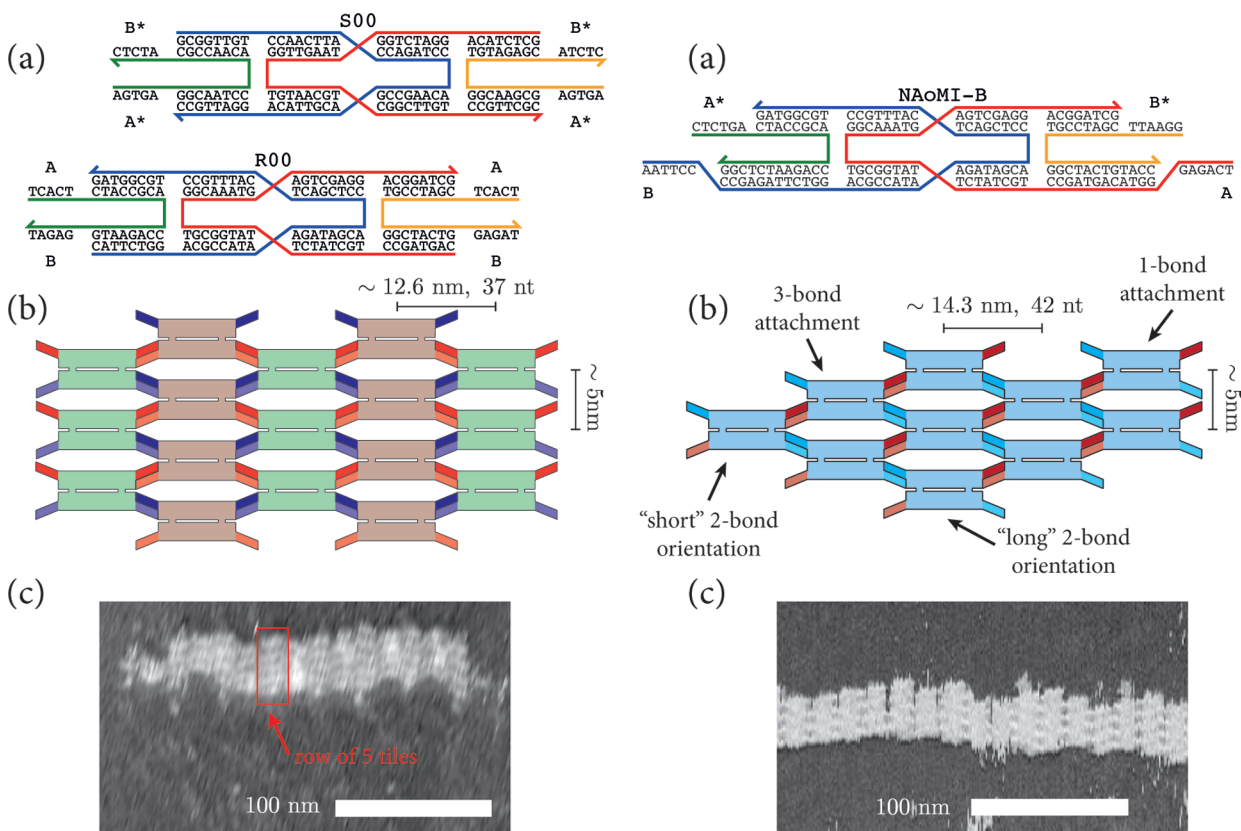 (a)
S00
B*
B*
GCGGTTGT CCAACTTA GGTCTAGG ACATCTCG
CTCTA CGCCAACA GGTTGAAT CCAGATCC TGTAGAGC ATCTC
AGTGA GGCAATCC TGTAACGT GCCGAACA GGCAAGCG AGTGA
CCGTTAGG ACATTGCA CGGCTTGT CCGTTCGC
A*
A*
R00
A
A
GATGGCGT CCGTTTAC AGTCGAGG ACGGATCG
TCACT CTACCGCA GGCAAATG TCAGCTCC TGCCTAGC TCACT
TAGAG GTAAGACC TGCGGTAT AGATAGCA GGCTACTG GAGAT
CATTCTGG ACGCCATA TCTATCGT CCGATGAC
B
B
(b)
~ 12.6 nm, 37 nt
~ 5nm
(c)
row of 5 tiles
100 nm
(a)
NAoMI-B
A*
B*
GATGGCGT CCGTTTAC AGTCGAGG ACGGATCG
CTCTGA CTACCGCA GGCAAATG TCAGCTCC TGCCTAGC TTAAGG
AATTCC GGCTCTAAGACC TGCGGTAT AGATAGCA GGCTACTGTACC GAGACT
CCGAGATTCTGG ACGCCATA TCTATCGT CCGATGACATGG
B
A
(b)
~ 14.3 nm, 42 nt
3-bond
attachment
1-bond
attachment
~ 5nm
"short" 2-bond
orientation
"long" 2-bond
orientation
(c)
100 nm